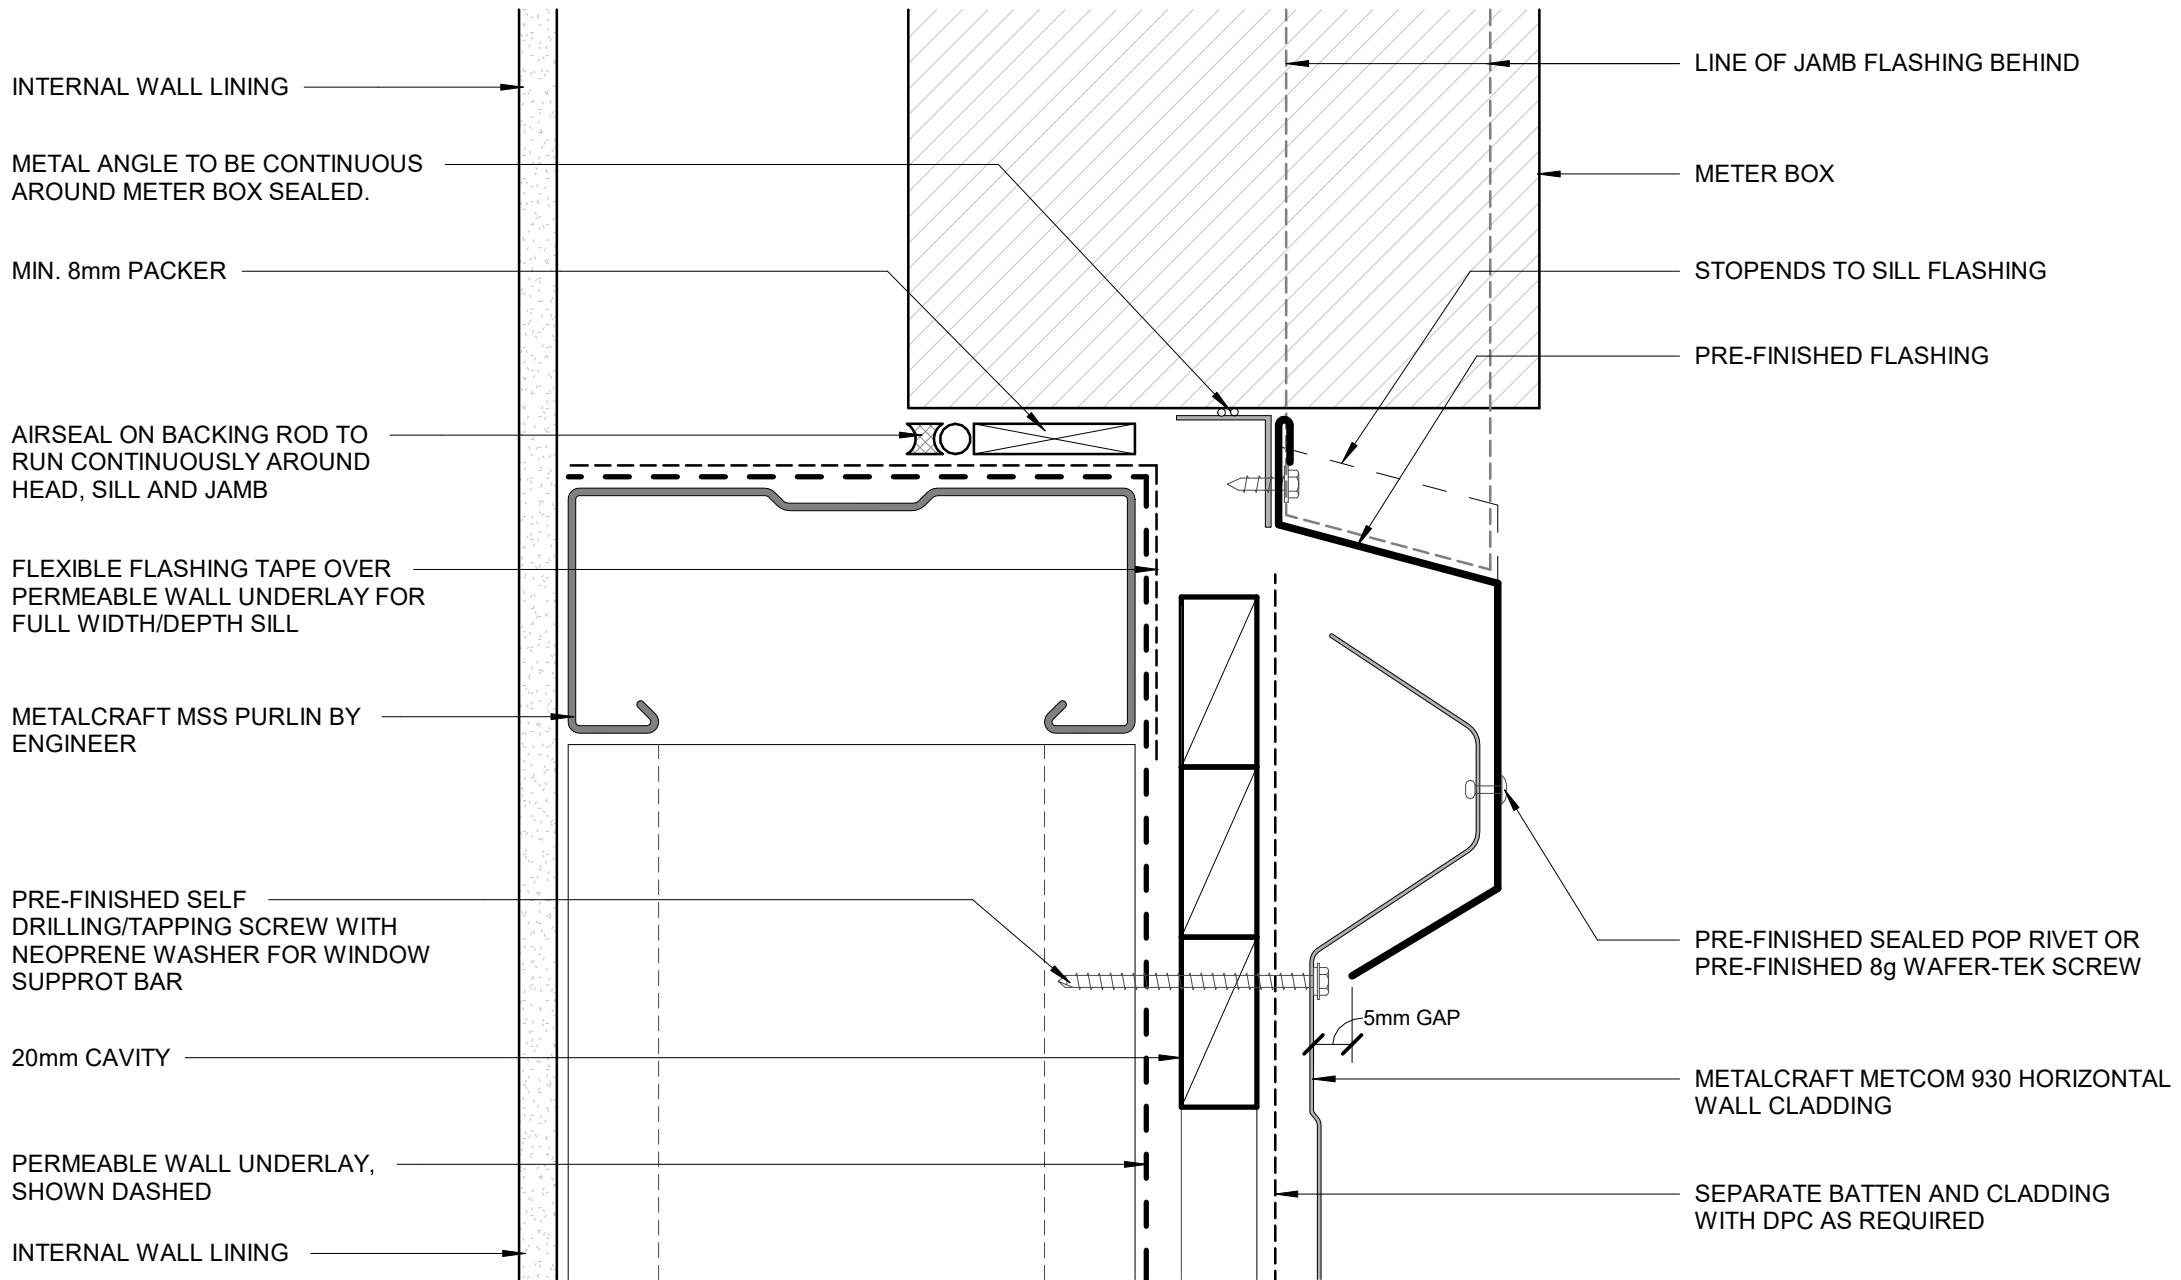 INTERNAL WALL LINING
METAL ANGLE TO BE CONTINUOUS
AROUND METER BOX SEALED.
MIN. 8mm PACKER
AIRSEAL ON BACKING ROD TO
RUN CONTINUOUSLY AROUND
HEAD, SILL AND JAMB
FLEXIBLE FLASHING TAPE OVER
PERMEABLE WALL UNDERLAY FOR
FULL WIDTH/DEPTH SILL
METALCRAFT MSS PURLIN BY
ENGINEER
PRE-FINISHED SELF
DRILLING/TAPPING SCREW WITH
NEOPRENE WASHER FOR WINDOW
SUPPROT BAR
20mm CAVITY
PERMEABLE WALL UNDERLAY,
SHOWN DASHED
INTERNAL WALL LINING
LINE OF JAMB FLASHING BEHIND
METER BOX
STOPENDS TO SILL FLASHING
PRE-FINISHED FLASHING
PRE-FINISHED SEALED POP RIVET OR
PRE-FINISHED 8g WAFER-TEK SCREW
5mm GAP
METALCRAFT METCOM 930 HORIZONTAL
WALL CLADDING
SEPARATE BATTEN AND CLADDING
WITH DPC AS REQUIRED